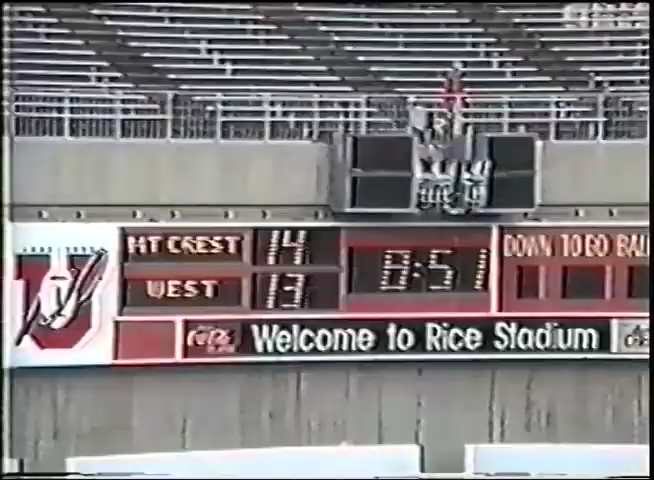 MT CREST 14
WEST 13
8:51
DOWN TO GO BALL
Welcome to Rice Stadium
U